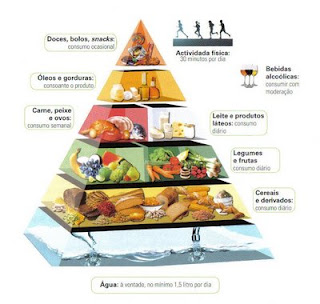 Doces, bolos, snacks:
consumo ocasional
Actividade física:
30 minutos por dia
Bebidas
alcoólicas:
consumir com
moderação
Óleos e gorduras:
consoante o produto
Carne, peixe
e ovos:
consumo semanal
Leite e produtos
láteos: consumo
diário
Legumes
e frutas
consumo diário
Cereais
e derivados:
consumo diário
Água: à vontade, no mínimo 1,5 litro por dia